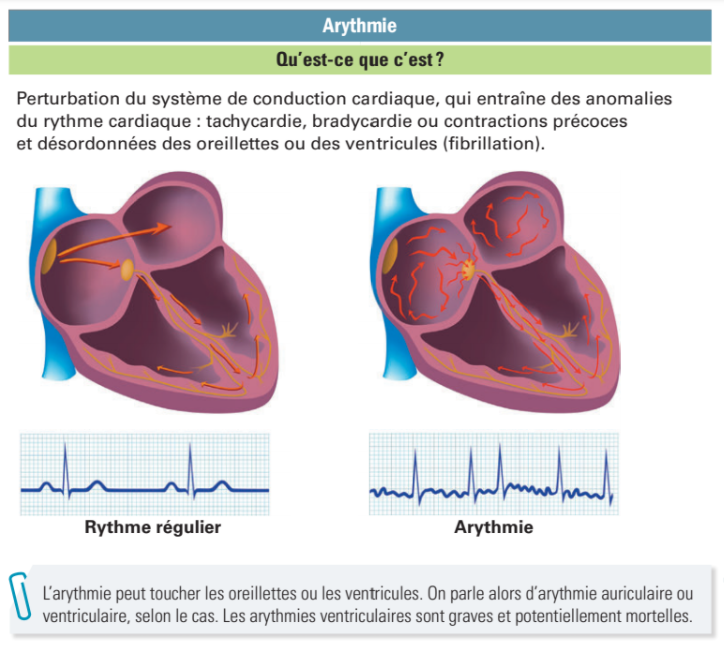 Arythmie
Qu'est-ce que c'est ?
Perturbation du système de conduction cardiaque, qui entraîne des anomalies
du rythme cardiaque : tachycardie, bradycardie ou contractions précoces
et désordonnées des oreillettes ou des ventricules (fibrillation).
Rythme régulier
Arythmie
L'arythmie peut toucher les oreillettes ou les ventricules. On parle alors d'arythmie auriculaire ou
ventriculaire, selon le cas. Les arythmies ventriculaires sont graves et potentiellement mortelles.